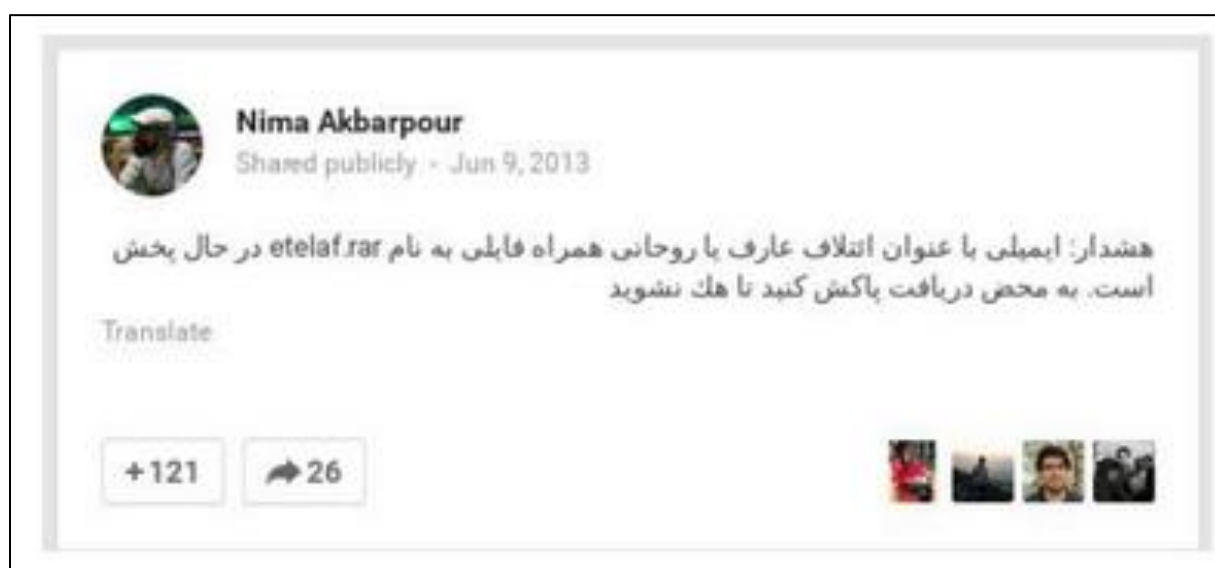 Nima Akbarpour
Shared publicly - Jun 9, 2013
هشدار: ایمیلی با عنوان ائتلاف عارف یا روحانی همراه فایلی به نام etelaf.rar در حال پخش
است. به محض دریافت پاکش کنید تا هك نشوید
Translate
+121 26